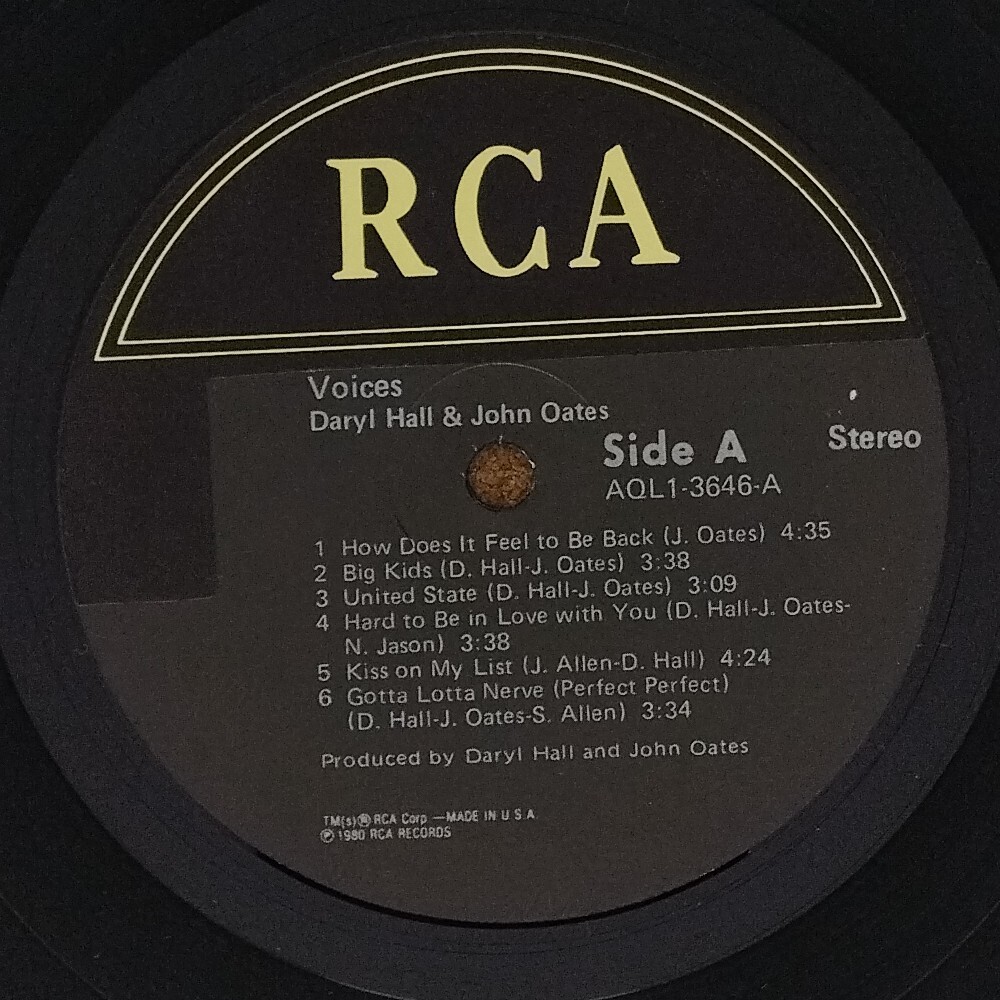 RCA
Voices
Daryl Hall & John Oates
Side A
Stereo
AQL1-3646-A
1 How Does It Feel to Be Back (J. Oates) 4:35
2 Big Kids (D. Hall-J. Oates) 3:38
3 United State (D. Hall-J. Oates) 3:09
4 Hard to Be in Love with You (D. Hall-J. Oates-
N. Jason) 3:38
5 Kiss on My List (J. Allen-D. Hall) 4:24
6 Gotta Lotta Nerve (Perfect Perfect)
(D. Hall-J. Oates-S. Allen) 3:34
Produced by Daryl Hall and John Oates
TM(s)® RCA Corp —MADE IN U S A
℗ 1980 RCA RECORDS